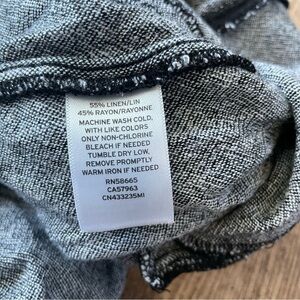 55% LINEN/LIN
45% RAYON/RAYONNE
MACHINE WASH COLD,
WITH LIKE COLORS
ONLY NON-CHLORINE
BLEACH IF NEEDED
TUMBLE DRY LOW,
REMOVE PROMPTLY
WARM IRON IF NEEDED
RN58665
CA57963
CN433235MI